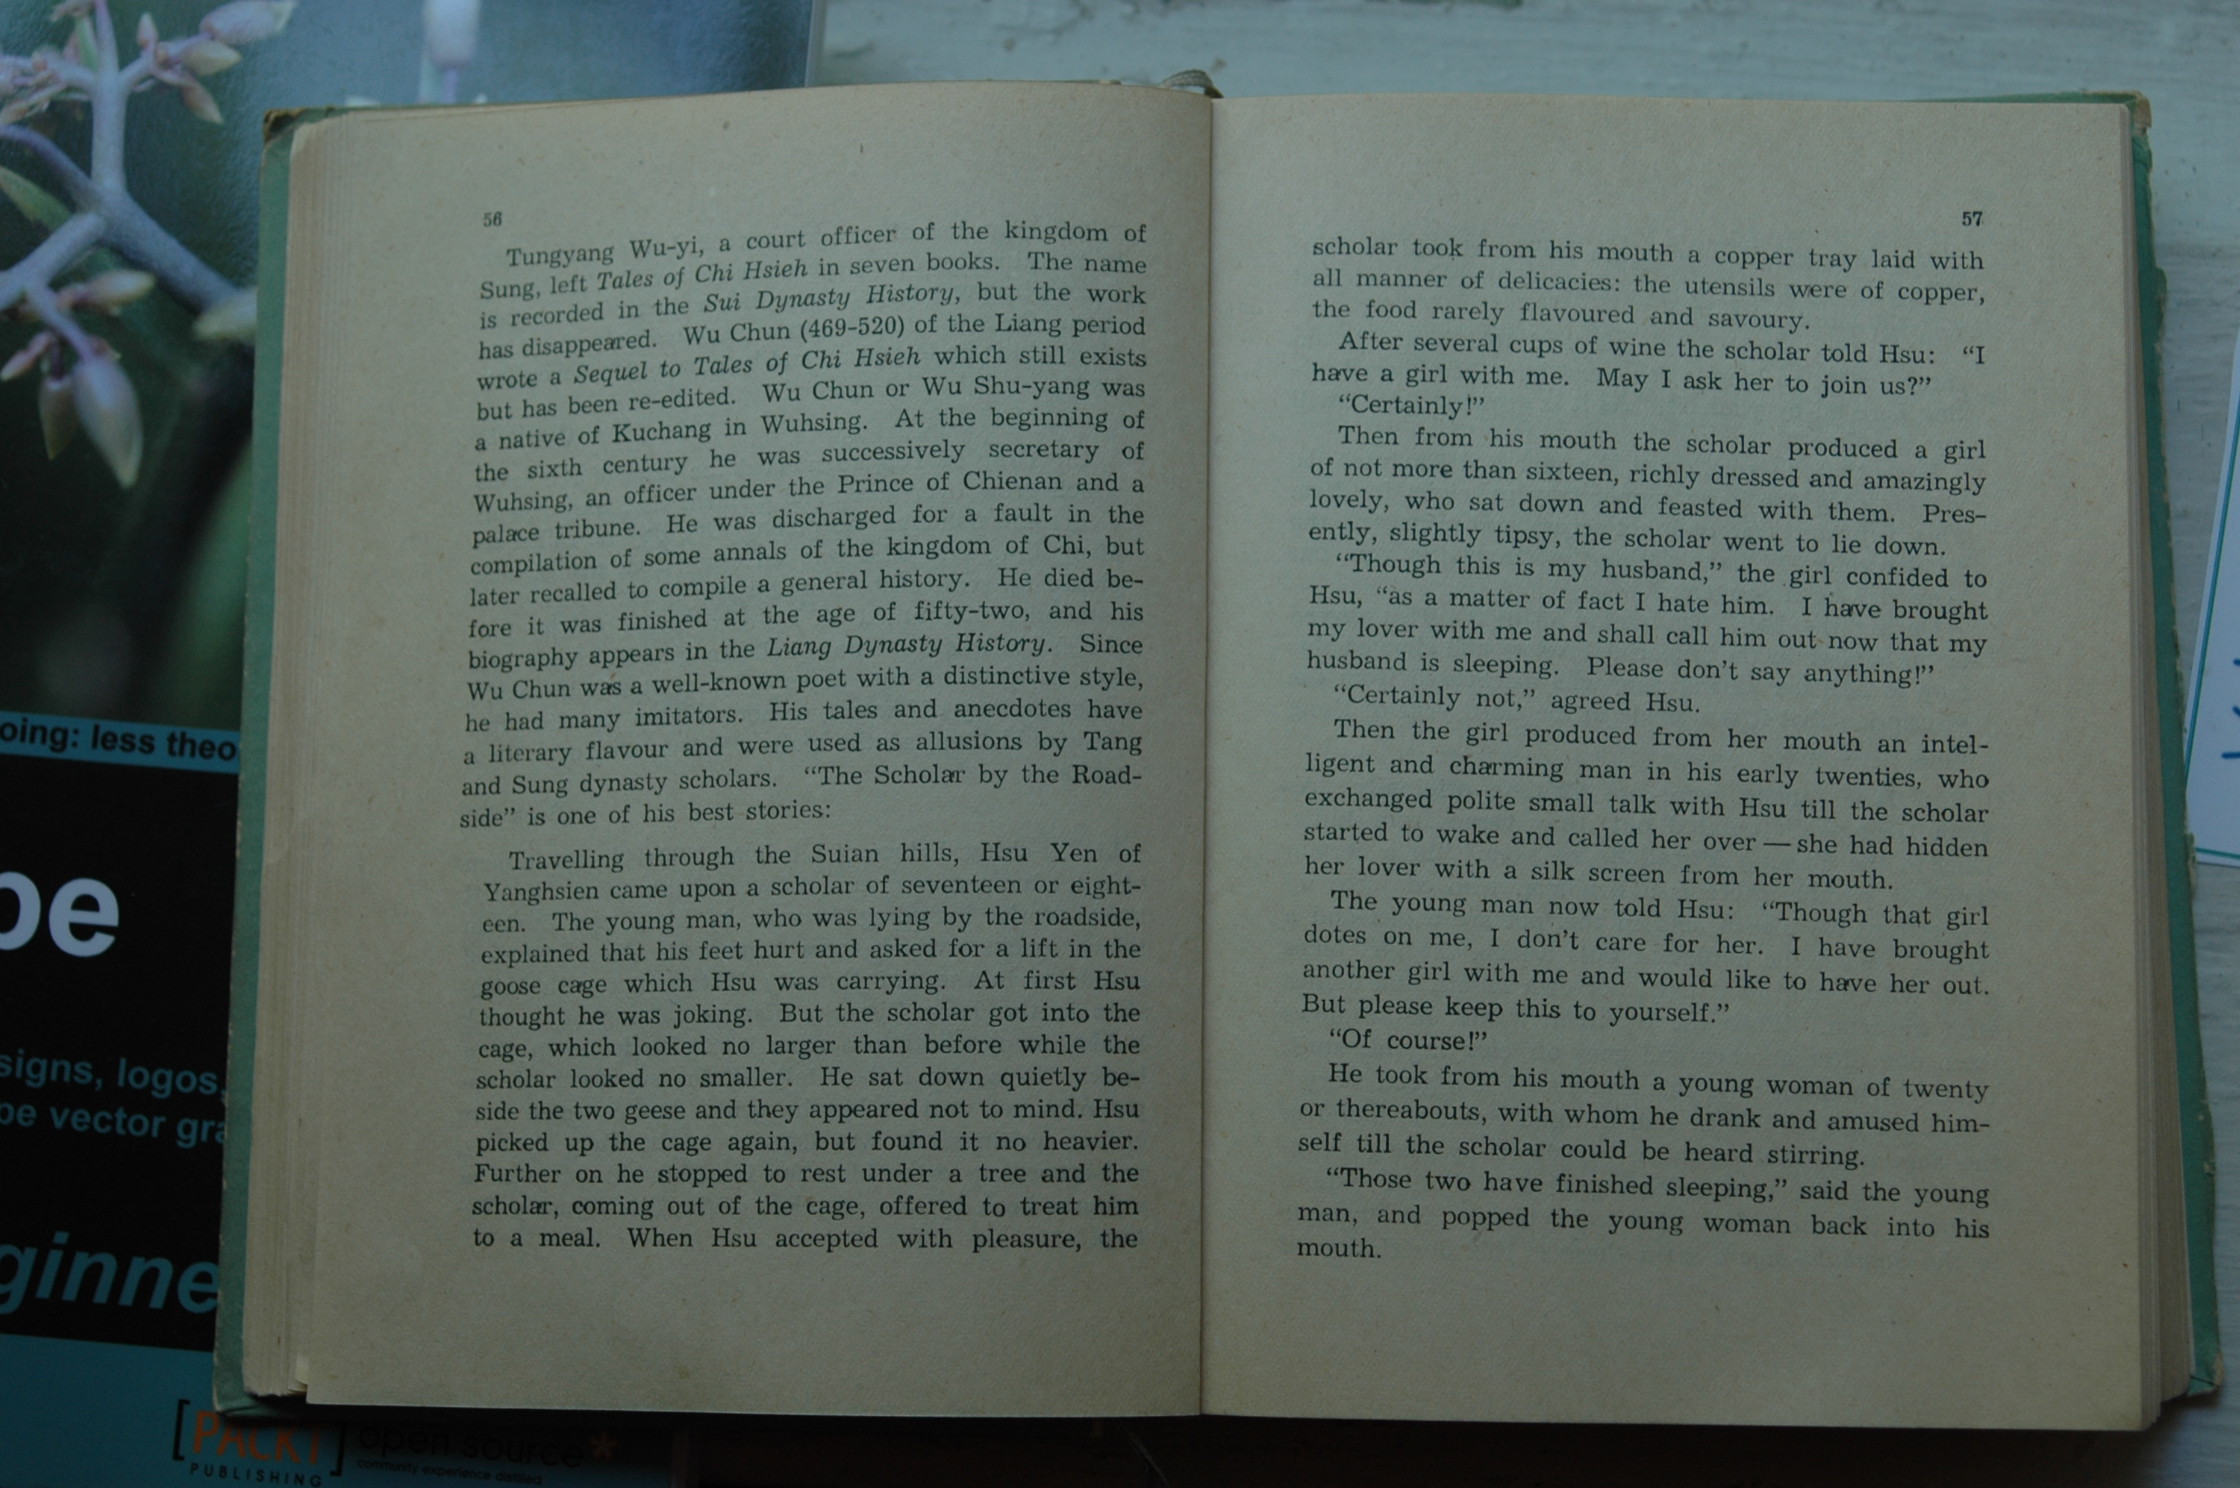 56
Tungyang Wu-yi, a court officer of the kingdom of
Sung, left Tales of Chi Hsieh in seven books. The name
is recorded in the Sui Dynasty History, but the work
has disappeared. Wu Chun (469-520) of the Liang period
wrote a Sequel to Tales of Chi Hsieh which still exists
but has been re-edited. Wu Chun or Wu Shu-yang was
a native of Kuchang in Wuhsing. At the beginning of
the sixth century he was successively secretary of
Wuhsing, an officer under the Prince of Chienan and a
palace tribune. He was discharged for a fault in the
compilation of some annals of the kingdom of Chi, but
later recalled to compile a general history. He died be-
fore it was finished at the age of fifty-two, and his
biography appears in the Liang Dynasty History. Since
Wu Chun was a well-known poet with a distinctive style,
he had many imitators. His tales and anecdotes have
a literary flavour and were used as allusions by Tang
and Sung dynasty scholars. “The Scholar by the Road-
side” is one of his best stories:
Travelling through the Suian hills, Hsu Yen of
Yanghsien came upon a scholar of seventeen or eight-
een. The young man, who was lying by the roadside,
explained that his feet hurt and asked for a lift in the
goose cage which Hsu was carrying. At first Hsu
thought he was joking. But the scholar got into the
cage, which looked no larger than before while the
scholar looked no smaller. He sat down quietly be-
side the two geese and they appeared not to mind. Hsu
picked up the cage again, but found it no heavier.
Further on he stopped to rest under a tree and the
scholar, coming out of the cage, offered to treat him
to a meal. When Hsu accepted with pleasure, the
57
scholar took from his mouth a copper tray laid with
all manner of delicacies: the utensils were of copper,
the food rarely flavoured and savoury.
After several cups of wine the scholar told Hsu: “I
have a girl with me. May I ask her to join us?”
“Certainly!”
Then from his mouth the scholar produced a girl
of not more than sixteen, richly dressed and amazingly
lovely, who sat down and feasted with them. Pres-
ently, slightly tipsy, the scholar went to lie down.
“Though this is my husband,” the girl confided to
Hsu, “as a matter of fact I hate him. I have brought
my lover with me and shall call him out now that my
husband is sleeping. Please don’t say anything!”
“Certainly not,” agreed Hsu.
Then the girl produced from her mouth an intel-
ligent and charming man in his early twenties, who
exchanged polite small talk with Hsu till the scholar
started to wake and called her over — she had hidden
her lover with a silk screen from her mouth.
The young man now told Hsu: “Though that girl
dotes on me, I don’t care for her. I have brought
another girl with me and would like to have her out.
But please keep this to yourself.”
“Of course!”
He took from his mouth a young woman of twenty
or thereabouts, with whom he drank and amused him-
self till the scholar could be heard stirring.
“Those two have finished sleeping,” said the young
man, and popped the young woman back into his
mouth.
oing: less theo
pe
signs, logos,
pe vector gra
ginne
[PACKT]
PUBLISHING
open source*
community experience distilled